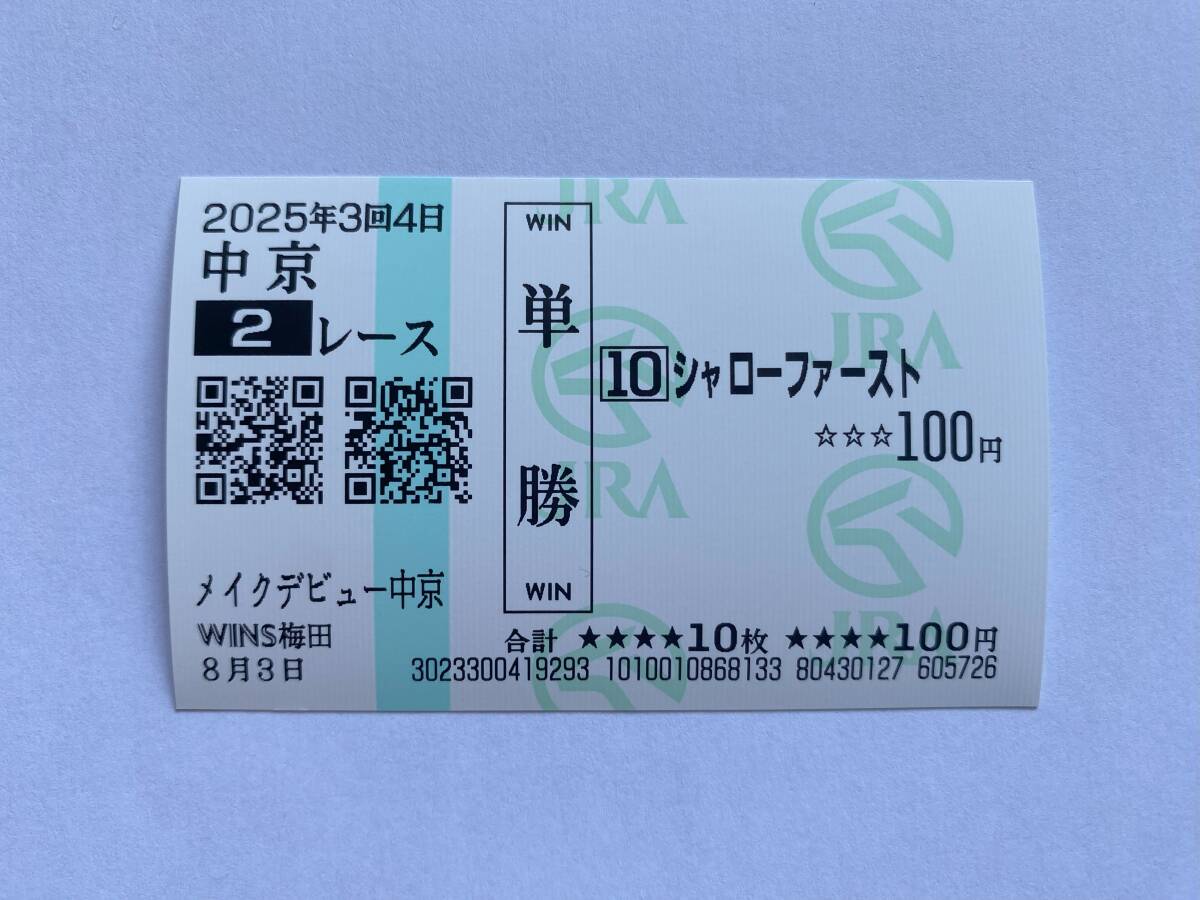 2025年3回4日
中京
2レース
メイクデビュー中京
WINS梅田
8月3日
WIN
単勝
WIN
10シャローファースト
☆☆☆100円
合計 ★★★★10枚 ★★★★100円
3023300419293 1010010868133 80430127 605726
JRA
JRA
JRA
JRA